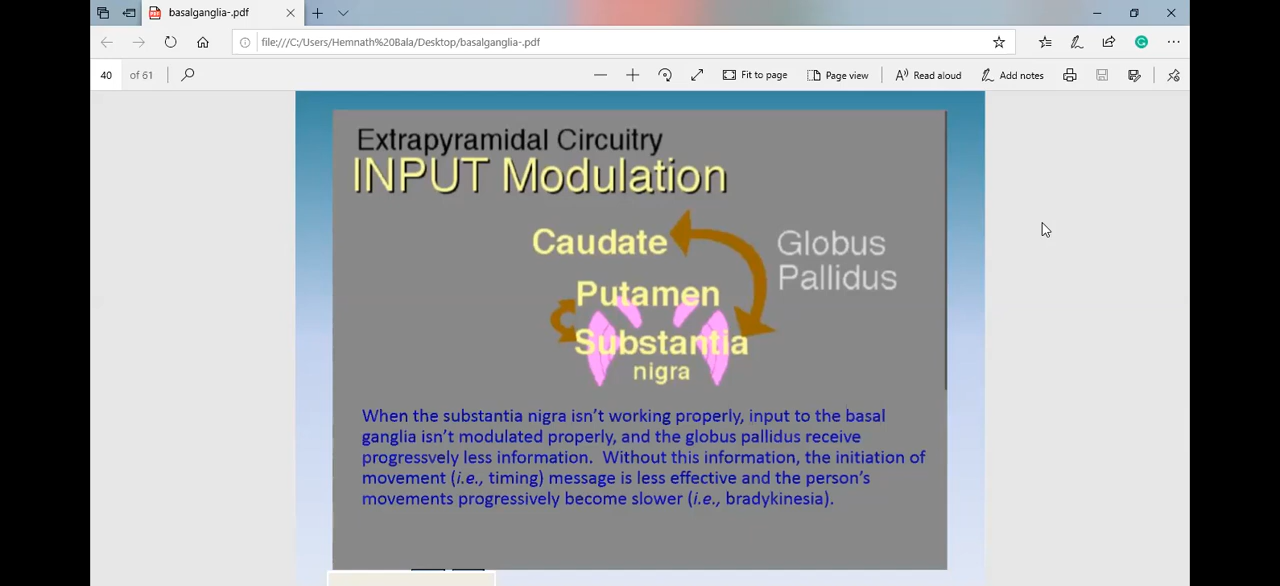 basalganglia-.pdf
file:///C:/Users/Hemnath%20Bala/Desktop/basalganglia-.pdf
40 of 61 Fit to page Page view Read aloud Add notes
Extrapyramidal Circuitry
INPUT Modulation
Caudate
Globus
Pallidus
Putamen
Substantia
nigra
When the substantia nigra isn't working properly, input to the basal
ganglia isn't modulated properly, and the globus pallidus receive
progressvely less information. Without this information, the initiation of
movement (i.e., timing) message is less effective and the person's
movements progressively become slower (i.e., bradykinesia).